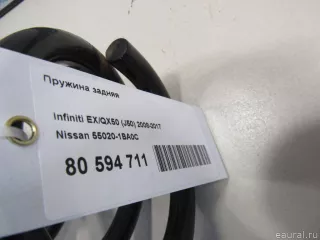 Пружина задняя
Infiniti EX/QX50 (J50) 2008-2017
Nissan 55020-1BA0C
80 594 711
© eaural.ru